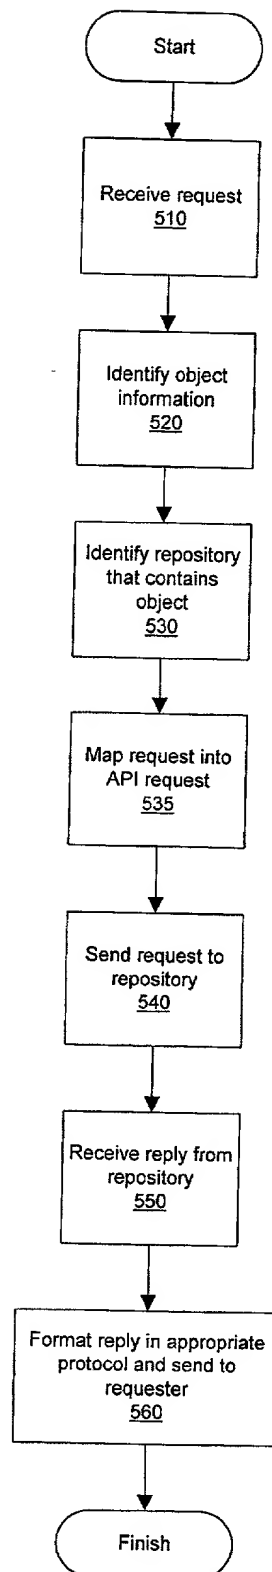 Start
Receive request
510
Identify object
information
520
Identify repository
that contains
object
530
Map request into
API request
535
Send request to
repository
540
Receive reply from
repository
550
Format reply in appropriate
protocol and send to
requester
560
Finish